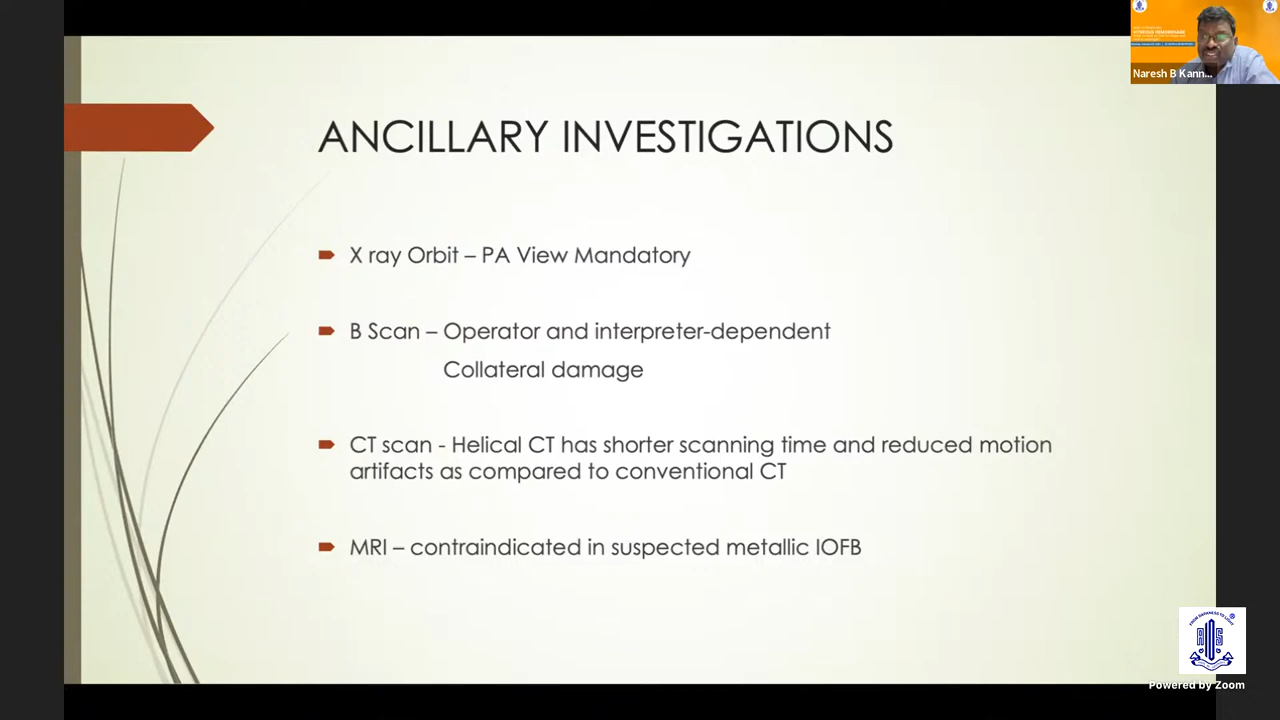 ANCILLARY INVESTIGATIONS
X ray Orbit – PA View Mandatory
B Scan – Operator and interpreter-dependent
Collateral damage
CT scan - Helical CT has shorter scanning time and reduced motion
artifacts as compared to conventional CT
MRI – contraindicated in suspected metallic IOFB
VITREOUS HEMORRHAGE
Naresh B Kann...
Powered by Zoom